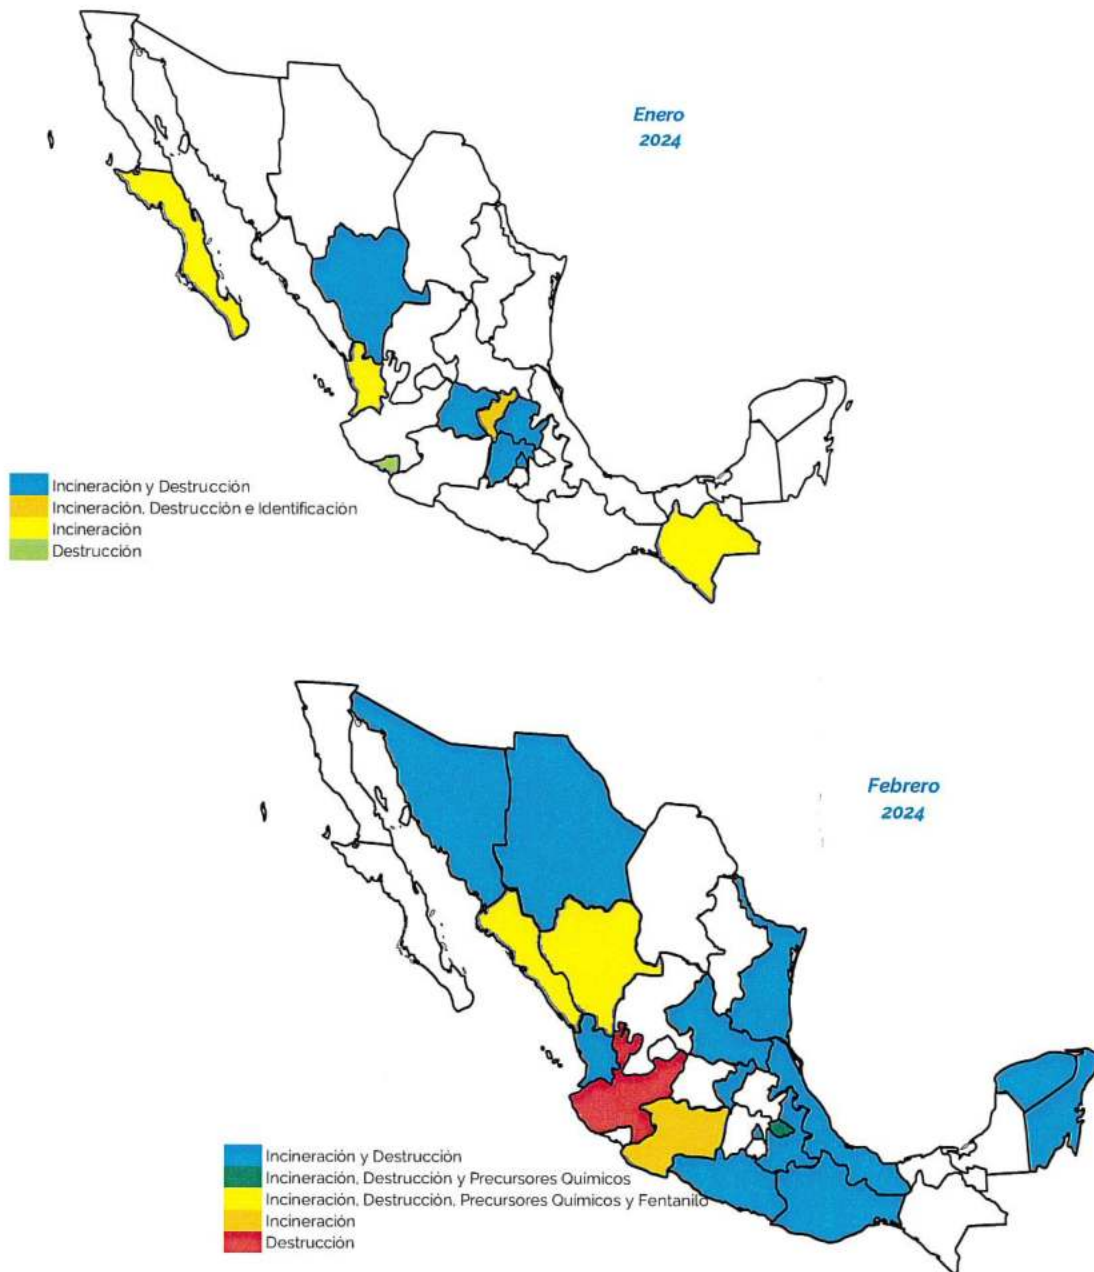 Enero
2024
Incineración y Destrucción
Incineración, Destrucción e Identificación
Incineración
Destrucción
Febrero
2024
Incineración y Destrucción
Incineración, Destrucción y Precursores Químicos
Incineración, Destrucción, Precursores Químicos y Fentanilo
Incineración
Destrucción